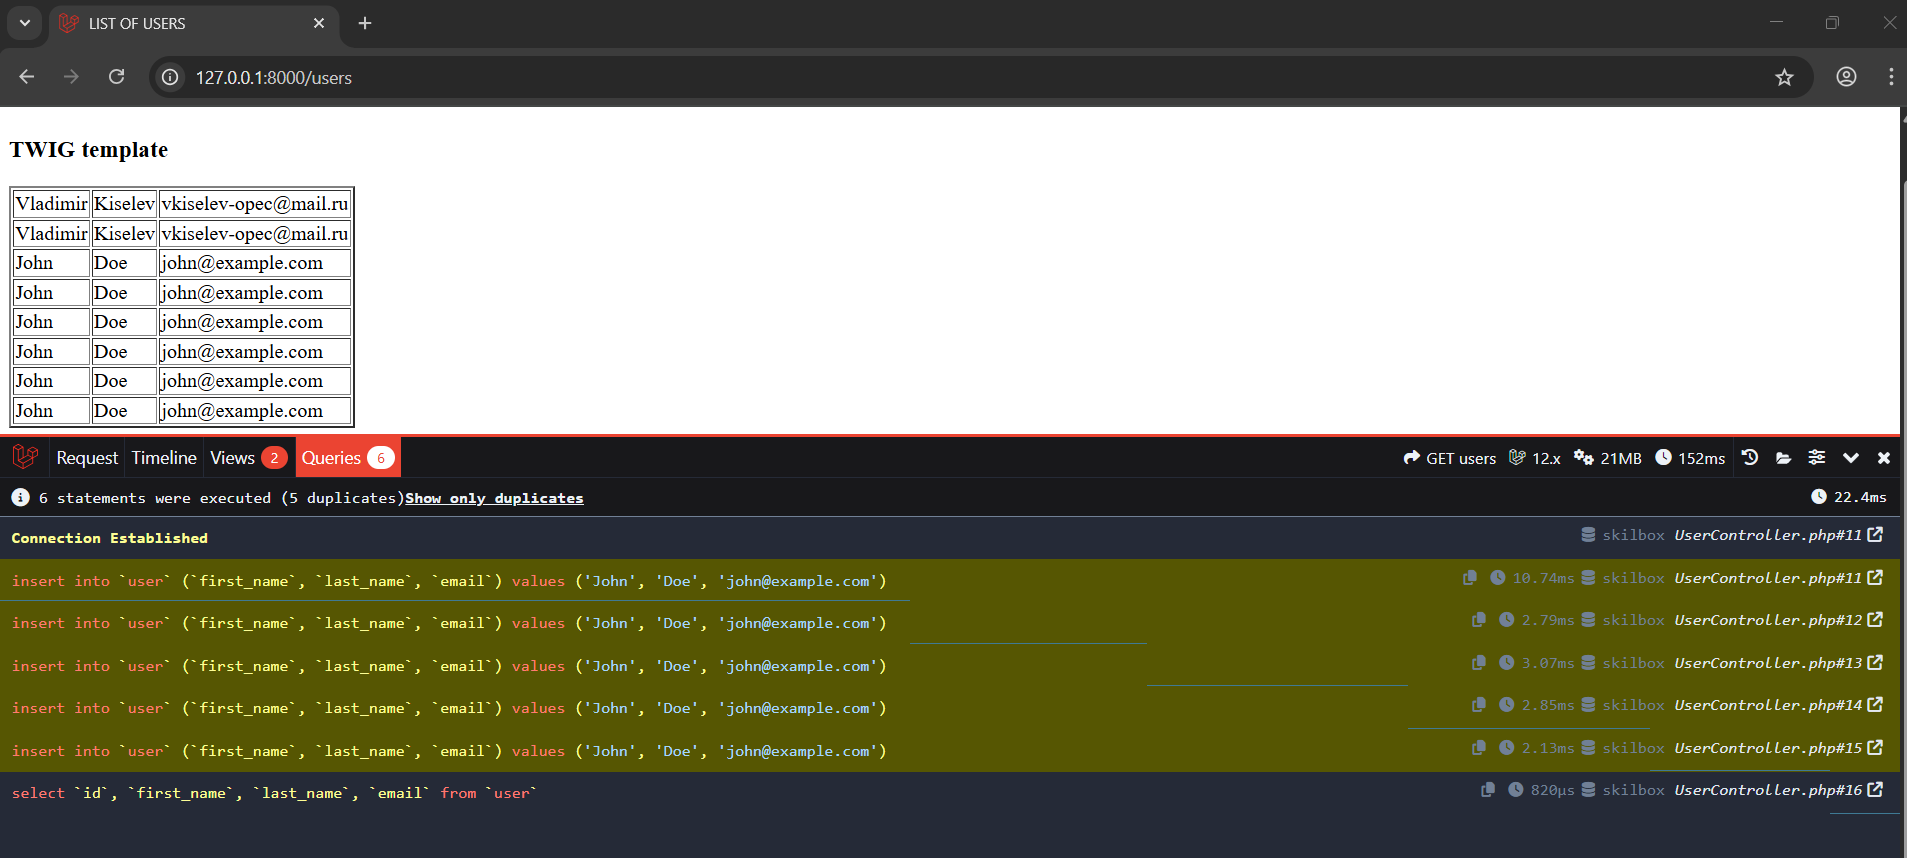 LIST OF USERS
127.0.0.1:8000/users
TWIG template
Vladimir Kiselev vkiselev-opec@mail.ru
Vladimir Kiselev vkiselev-opec@mail.ru
John Doe john@example.com
John Doe john@example.com
John Doe john@example.com
John Doe john@example.com
John Doe john@example.com
John Doe john@example.com
Request Timeline Views 2 Queries 6 GET users 12.x 21MB 152ms
6 statements were executed (5 duplicates)Show only duplicates 22.4ms
Connection Established skilbox UserController.php#11
insert into `user` (`first_name`, `last_name`, `email`) values ('John', 'Doe', 'john@example.com') 10.74ms skilbox UserController.php#11
insert into `user` (`first_name`, `last_name`, `email`) values ('John', 'Doe', 'john@example.com') 2.79ms skilbox UserController.php#12
insert into `user` (`first_name`, `last_name`, `email`) values ('John', 'Doe', 'john@example.com') 3.07ms skilbox UserController.php#13
insert into `user` (`first_name`, `last_name`, `email`) values ('John', 'Doe', 'john@example.com') 2.85ms skilbox UserController.php#14
insert into `user` (`first_name`, `last_name`, `email`) values ('John', 'Doe', 'john@example.com') 2.13ms skilbox UserController.php#15
select `id`, `first_name`, `last_name`, `email` from `user` 820μs skilbox UserController.php#16